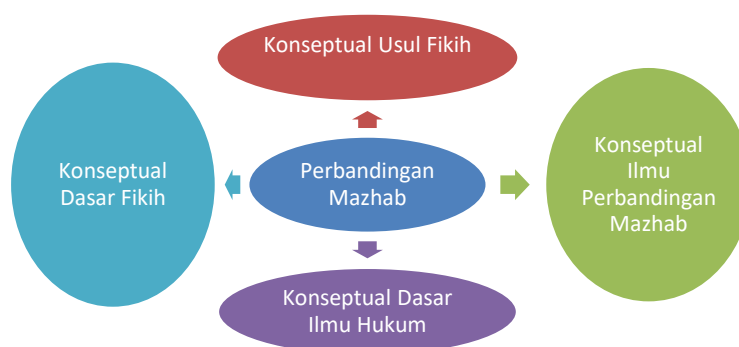 Konseptual Usul Fikih
Konseptual
Dasar Fikih
Perbandingan
Mazhab
Konseptual
Ilmu
Perbandingan
Mazhab
Konseptual Dasar
Ilmu Hukum